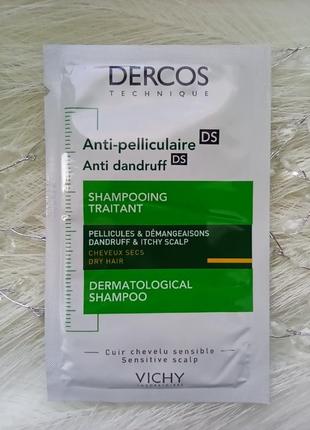 DERCOS
TECHNIQUE
Anti-pelliculaire DS
Anti dandruff DS
SHAMPOOING
TRAITANT
PELLICULES & DÉMANGEAISONS
DANDRUFF & ITCHY SCALP
CHEVEUX SECS
DRY HAIR
DERMATOLOGICAL
SHAMPOO
Cuir chevelu sensible
Sensitive scalp
VICHY
LABORATOIRES